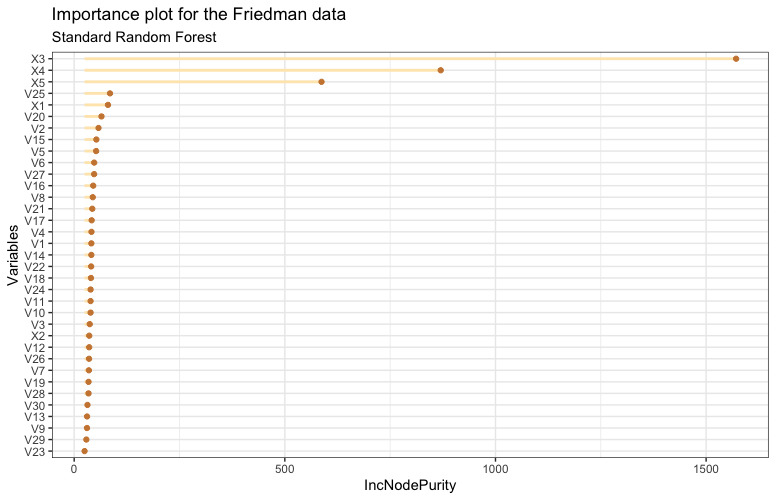 Importance plot for the Friedman data
Standard Random Forest
X3
X4
X5
V25
X1
V20
V2
V15
V5
V6
V27
V16
V8
V21
V17
V4
V1
V14
V22
V18
V24
V11
V10
V3
X2
V12
V26
V7
V19
V28
V30
V13
V9
V29
V23
Variables
0 500 1000 1500
IncNodePurity